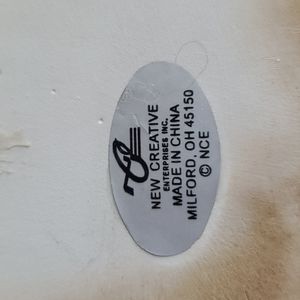 NEW CREATIVE
ENTERPRISES INC.
MADE IN CHINA
MILFORD, OH 45150
© NCE